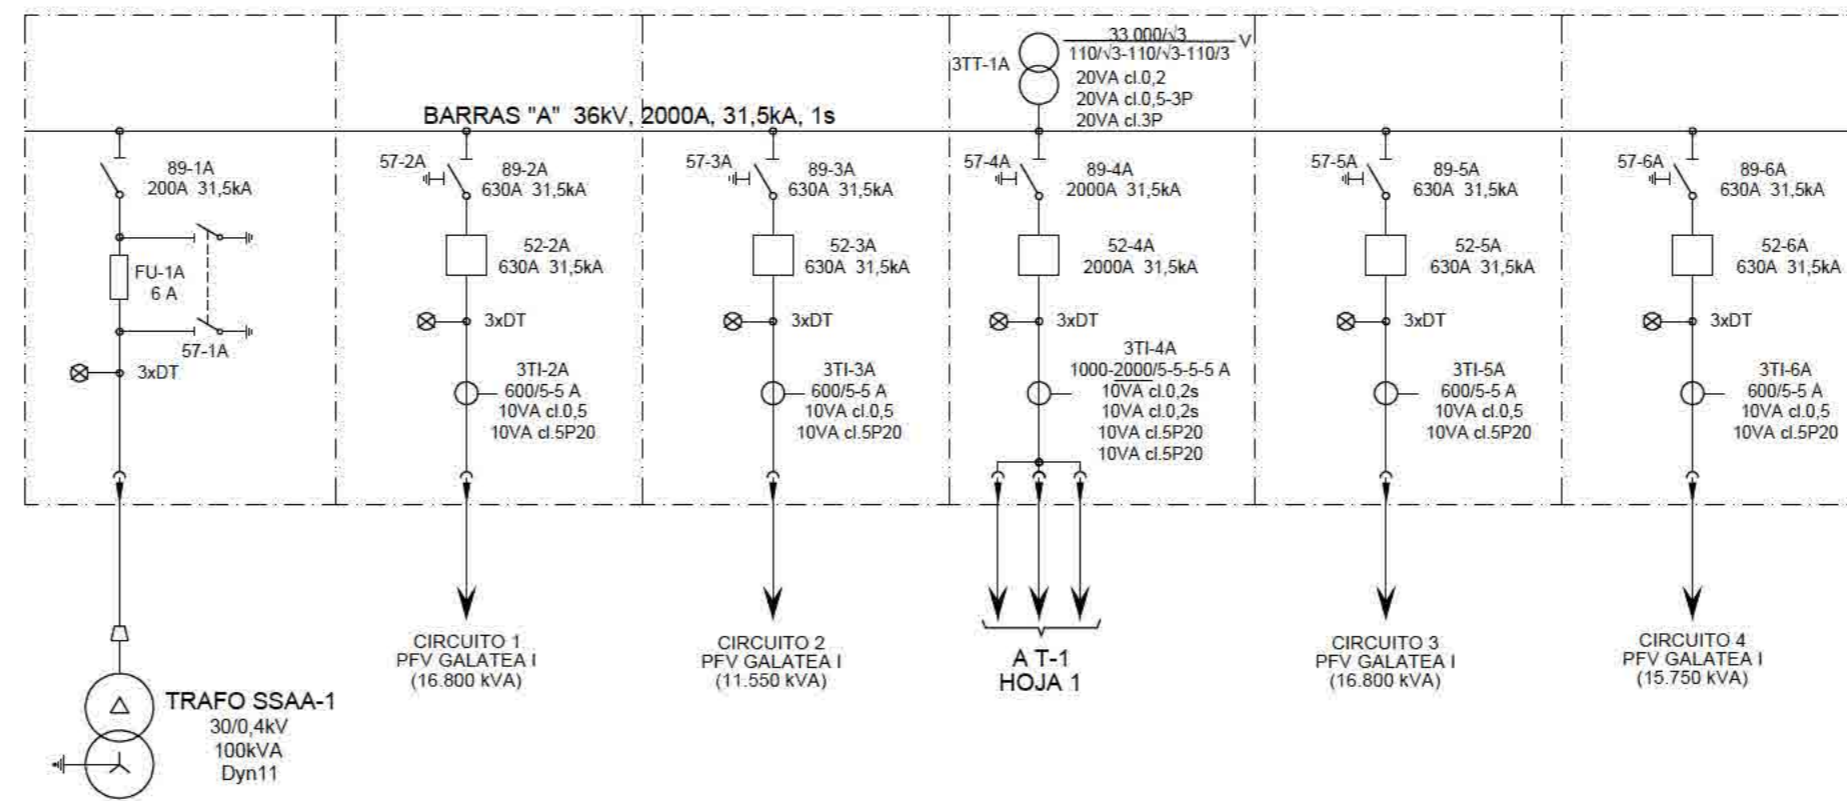 33.000/√3
V
110/√3-110/√3-110/3
3TT-1A
20VA cl.0,2
20VA cl.0,5-3P
20VA cl.3P
BARRAS "A" 36kV, 2000A, 31,5kA, 1s
89-1A
200A 31,5kA
FU-1A
6 A
57-1A
3xDT
57-2A
89-2A
630A 31,5kA
52-2A
630A 31,5kA
3xDT
3TI-2A
600/5-5 A
10VA cl.0,5
10VA cl.5P20
57-3A
89-3A
630A 31,5kA
52-3A
630A 31,5kA
3xDT
3TI-3A
600/5-5 A
10VA cl.0,5
10VA cl.5P20
57-4A
89-4A
2000A 31,5kA
52-4A
2000A 31,5kA
3xDT
3TI-4A
1000-2000/5-5-5-5 A
10VA cl.0,2s
10VA cl.0,2s
10VA cl.5P20
10VA cl.5P20
57-5A
89-5A
630A 31,5kA
52-5A
630A 31,5kA
3xDT
3TI-5A
600/5-5 A
10VA cl.0,5
10VA cl.5P20
57-6A
89-6A
630A 31,5kA
52-6A
630A 31,5kA
3xDT
3TI-6A
600/5-5 A
10VA cl.0,5
10VA cl.5P20
TRAFO SSAA-1
30/0,4kV
100kVA
Dyn11
CIRCUITO 1
PFV GALATEA I
(16.800 kVA)
CIRCUITO 2
PFV GALATEA I
(11.550 kVA)
A T-1
HOJA 1
CIRCUITO 3
PFV GALATEA I
(16.800 kVA)
CIRCUITO 4
PFV GALATEA I
(15.750 kVA)